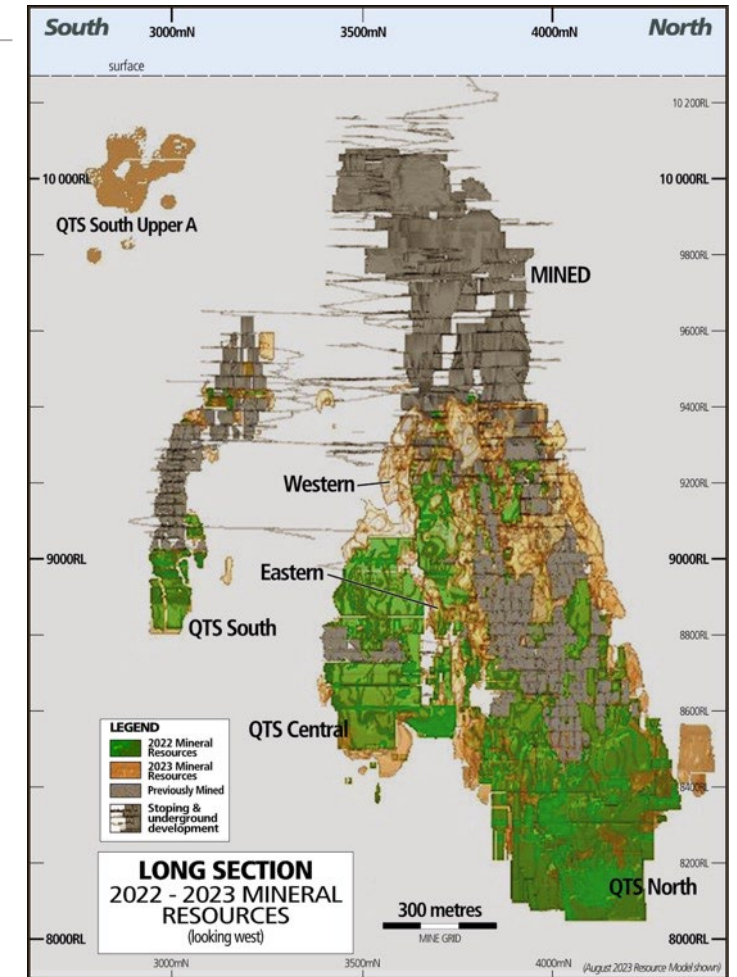 South 3000mN 3500mN 4000mN North
surface
10 200RL
10 000RL 10 000RL
QTS South Upper A
9800RL
MINED
9600RL
9400RL
Western
9200RL
9000RL 9000RL
Eastern
QTS South
8800RL
QTS Central
8600RL
LEGEND
2022 Mineral
Resources
2023 Mineral
Resources
Previously Mined
Stoping &
underground
development
8400RL
8200RL
QTS North
LONG SECTION
2022 - 2023 MINERAL
RESOURCES
(looking west)
300 metres
MINE GRID
8000RL 8000RL
3000mN 3500mN 4000mN (August 2023 Resource Model shown)